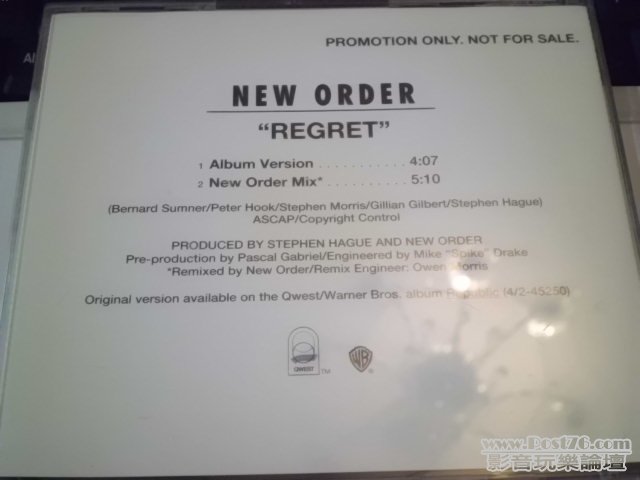 PROMOTION ONLY. NOT FOR SALE.
NEW ORDER
“REGRET”
1 Album Version . . . . . . . . . . . . 4:07
2 New Order Mix* . . . . . . . . . . 5:10
(Bernard Sumner/Peter Hook/Stephen Morris/Gillian Gilbert/Stephen Hague)
ASCAP/Copyright Control
PRODUCED BY STEPHEN HAGUE AND NEW ORDER
Pre-production by Pascal Gabriel/Engineered by Mike “Spike” Drake
*Remixed by New Order/Remix Engineer: Owen Morris
Original version available on the Qwest/Warner Bros. album Republic (4/2-45250)
QWEST TM WB ®
www.Post76.com
影音玩樂論壇